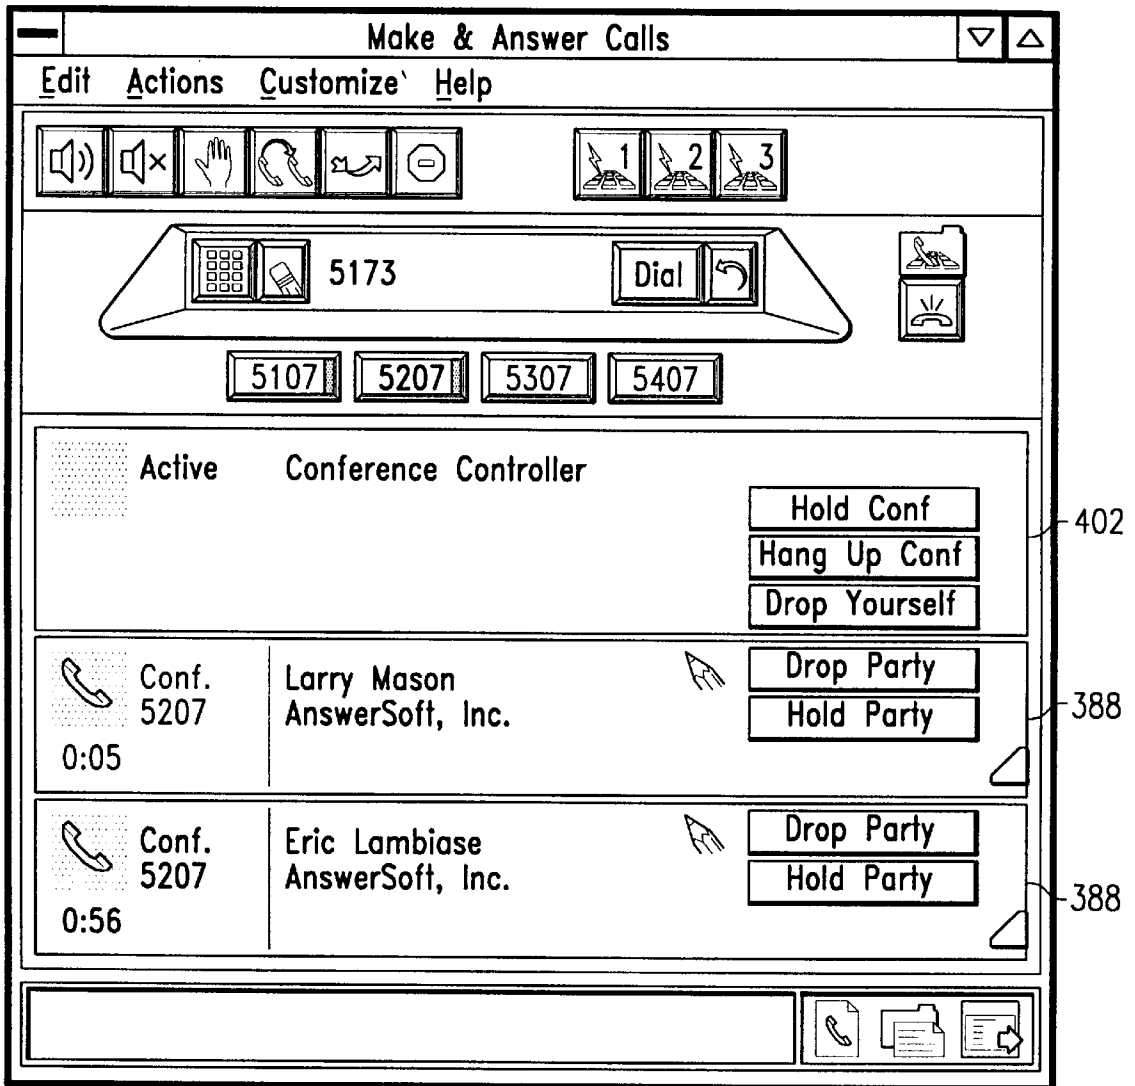 Make & Answer Calls
Edit Actions Customize` Help
1 2 3
5173 Dial
5107 5207 5307 5407
Active Conference Controller
Hold Conf
402
Hang Up Conf
Drop Yourself
Conf. Larry Mason Drop Party
5207 AnswerSoft, Inc. Hold Party 388
0:05
Conf. Eric Lambiase Drop Party
5207 AnswerSoft, Inc. Hold Party 388
0:56